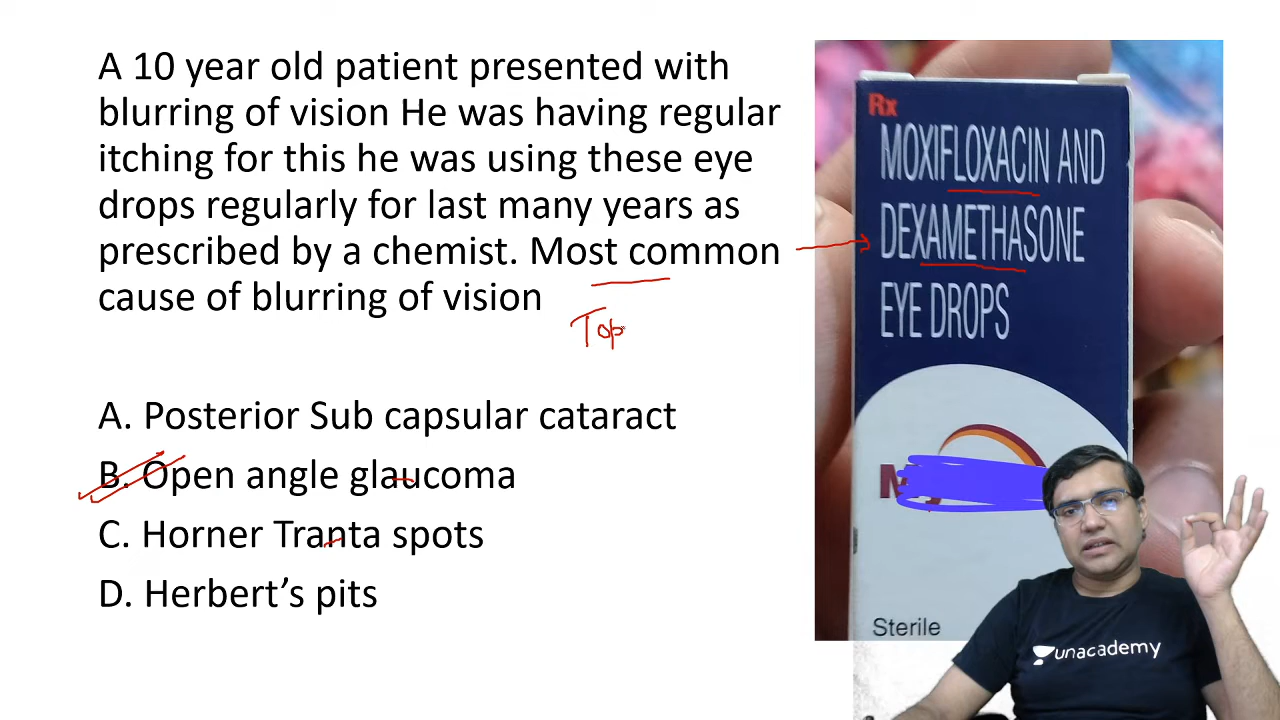 A 10 year old patient presented with
blurring of vision He was having regular
itching for this he was using these eye
drops regularly for last many years as
prescribed by a chemist. Most common
cause of blurring of vision
Top
A. Posterior Sub capsular cataract
B. Open angle glaucoma
C. Horner Tranta spots
D. Herbert’s pits
Rx
MOXIFLOXACIN AND
DEXAMETHASONE
EYE DROPS
Sterile
unacademy